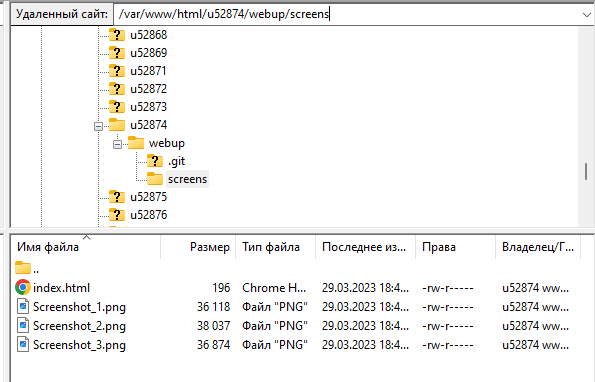 Удаленный сайт: /var/www/html/u52874/webup/screens
u52868
u52869
u52871
u52872
u52873
u52874
webup
.git
screens
u52875
u52876
Имя файла Размер Тип файла Последнее из... Права Владелец/Г...
..
index.html 196 Chrome H... 29.03.2023 18:4... -rw-r----- u52874 ww...
Screenshot_1.png 36 118 Файл "PNG" 29.03.2023 18:4... -rw-r----- u52874 ww...
Screenshot_2.png 38 037 Файл "PNG" 29.03.2023 18:4... -rw-r----- u52874 ww...
Screenshot_3.png 36 874 Файл "PNG" 29.03.2023 18:4... -rw-r----- u52874 ww...